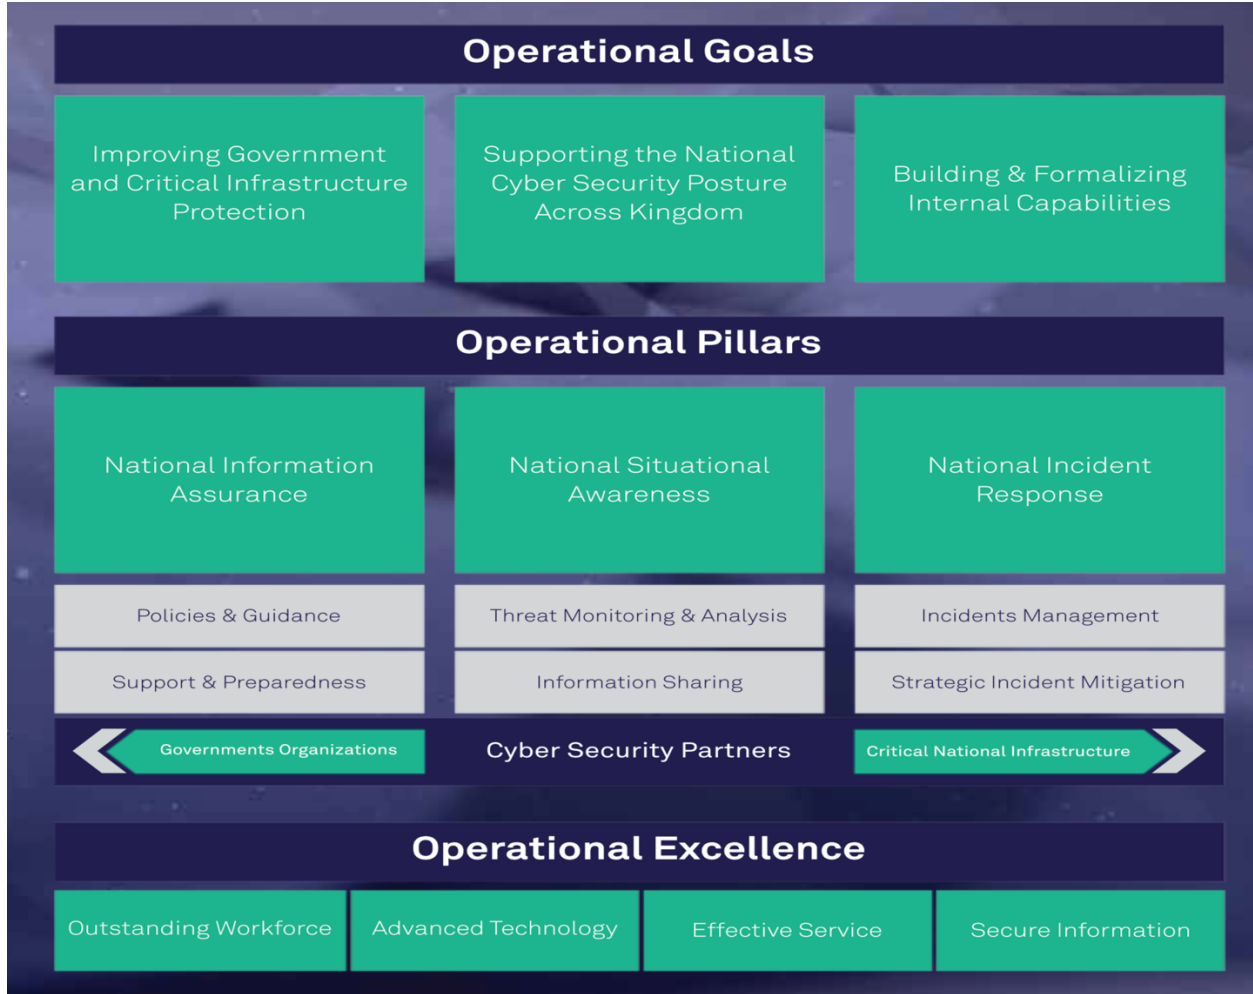 Operational Goals
Improving Government
and Critical Infrastructure
Protection
Supporting the National
Cyber Security Posture
Across Kingdom
Building & Formalizing
Internal Capabilities
Operational Pillars
National Information
Assurance
National Situational
Awareness
National Incident
Response
Policies & Guidance
Threat Monitoring & Analysis
Incidents Management
Support & Preparedness
Information Sharing
Strategic Incident Mitigation
Governments Organizations
Cyber Security Partners
Critical National Infrastructure
Operational Excellence
Outstanding Workforce
Advanced Technology
Effective Service
Secure Information